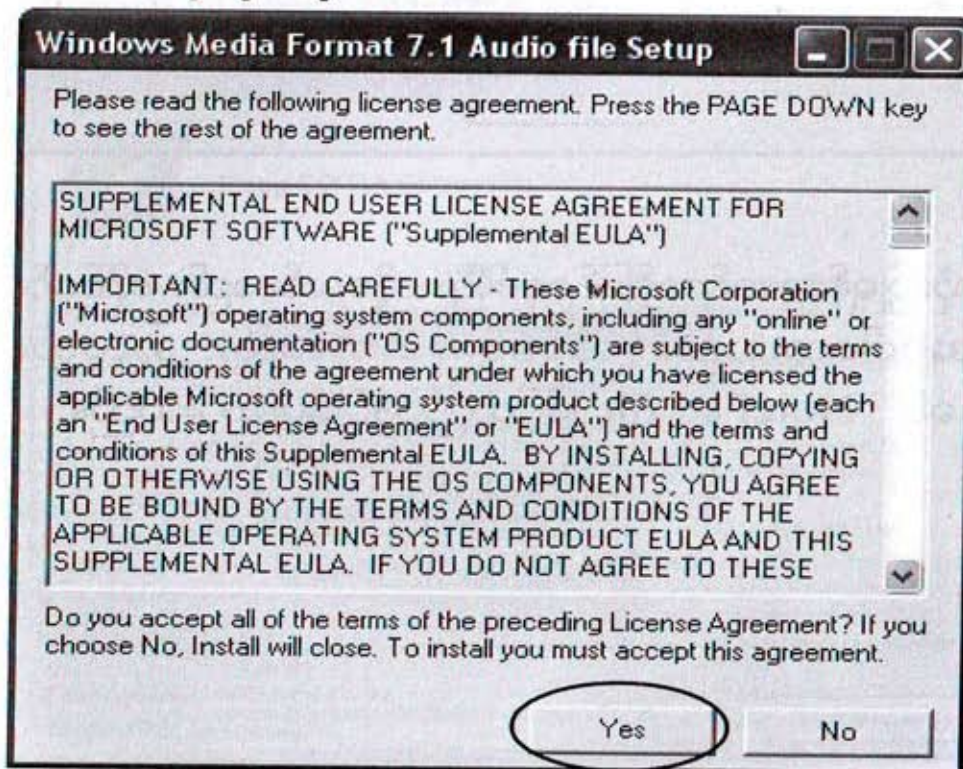 Windows Media Format 7.1 Audio file Setup
Please read the following license agreement. Press the PAGE DOWN key
to see the rest of the agreement.
SUPPLEMENTAL END USER LICENSE AGREEMENT FOR
MICROSOFT SOFTWARE ("Supplemental EULA")
IMPORTANT: READ CAREFULLY - These Microsoft Corporation
("Microsoft") operating system components, including any "online" or
electronic documentation ("OS Components") are subject to the terms
and conditions of the agreement under which you have licensed the
applicable Microsoft operating system product described below (each
an "End User License Agreement" or "EULA") and the terms and
conditions of this Supplemental EULA. BY INSTALLING, COPYING
OR OTHERWISE USING THE OS COMPONENTS, YOU AGREE
TO BE BOUND BY THE TERMS AND CONDITIONS OF THE
APPLICABLE OPERATING SYSTEM PRODUCT EULA AND THIS
SUPPLEMENTAL EULA. IF YOU DO NOT AGREE TO THESE
Do you accept all of the terms of the preceding License Agreement? If you
choose No, Install will close. To install you must accept this agreement.
Yes
No